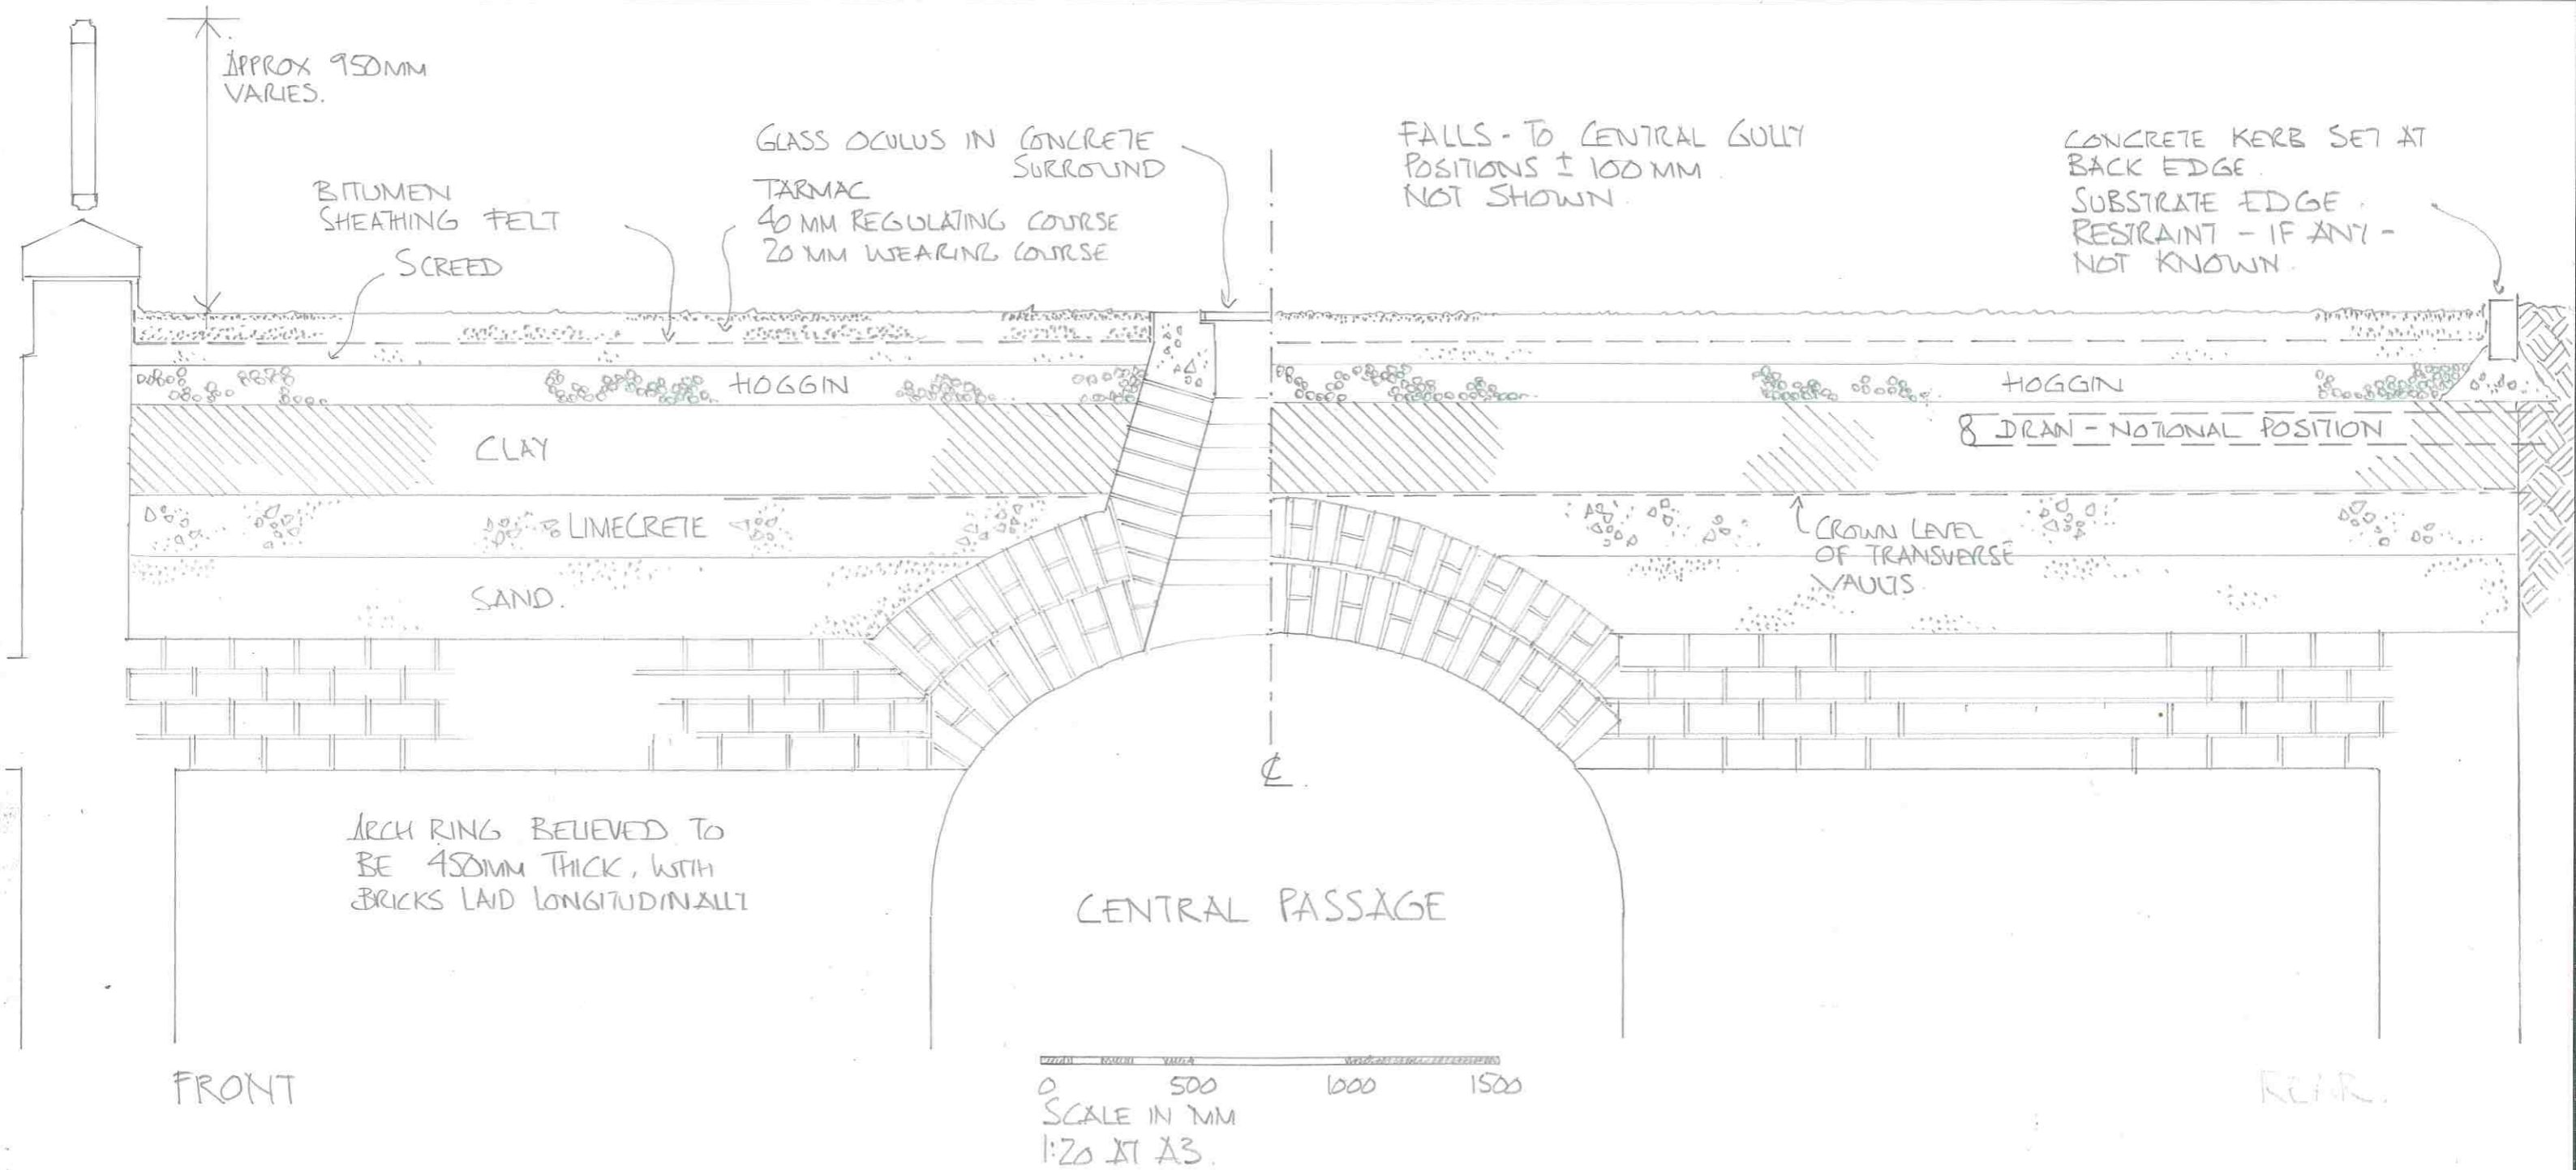 APPROX 950MM
VARIES.
GLASS OCULUS IN CONCRETE
SURROUND
BITUMEN
SHEATHING FELT
SCREED
TARMAC
40 MM REGULATING COURSE
20 MM WEARING COURSE
FALLS - TO CENTRAL GULLY
POSITIONS ± 100 MM
NOT SHOWN.
CONCRETE KERB SET AT
BACK EDGE.
SUBSTRATE EDGE
RESTRAINT - IF ANY -
NOT KNOWN.
HOGGIN
HOGGIN
CLAY
DRAN - NOTIONAL POSITION
LIMECRETE
CROWN LEVEL
OF TRANSVERSE
VAULTS.
SAND.
℄
ARCH RING BELIEVED TO
BE 450MM THICK, WITH
BRICKS LAID LONGITUDINALLY
CENTRAL PASSAGE
FRONT
0 500 1000 1500
SCALE IN MM
1:20 AT A3.
REAR.